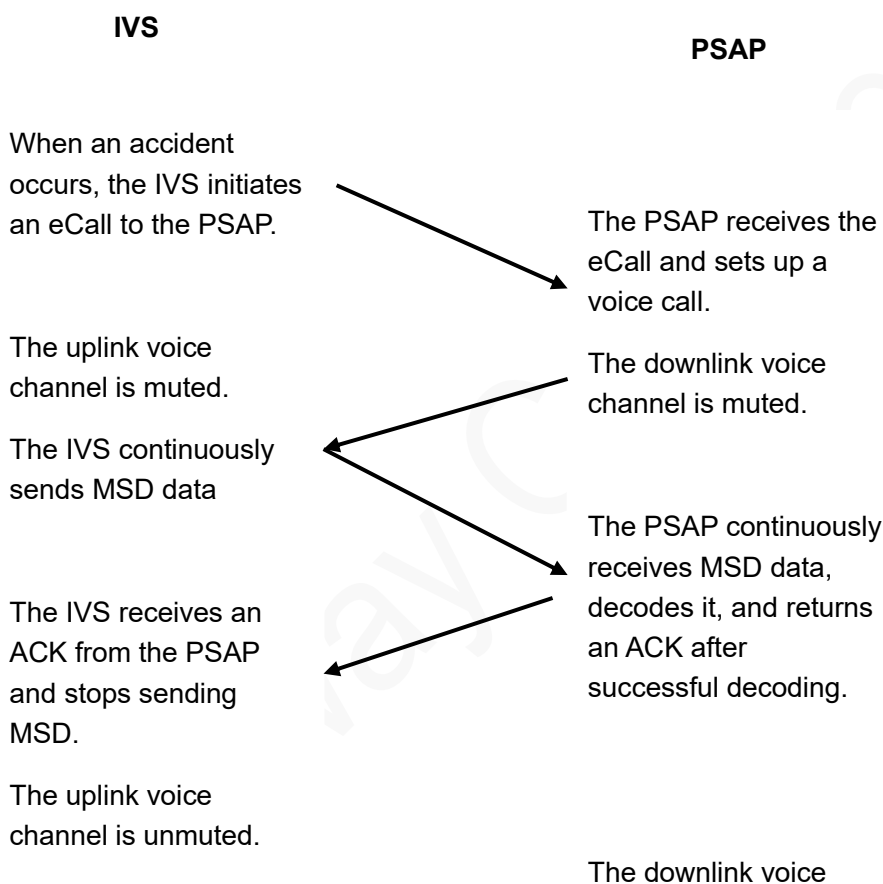 IVS
PSAP
When an accident
occurs, the IVS initiates
an eCall to the PSAP.
The PSAP receives the
eCall and sets up a
voice call.
The uplink voice
channel is muted.
The downlink voice
channel is muted.
The IVS continuously
sends MSD data
The PSAP continuously
receives MSD data,
decodes it, and returns
an ACK after
successful decoding.
The IVS receives an
ACK from the PSAP
and stops sending
MSD.
The uplink voice
channel is unmuted.
The downlink voice